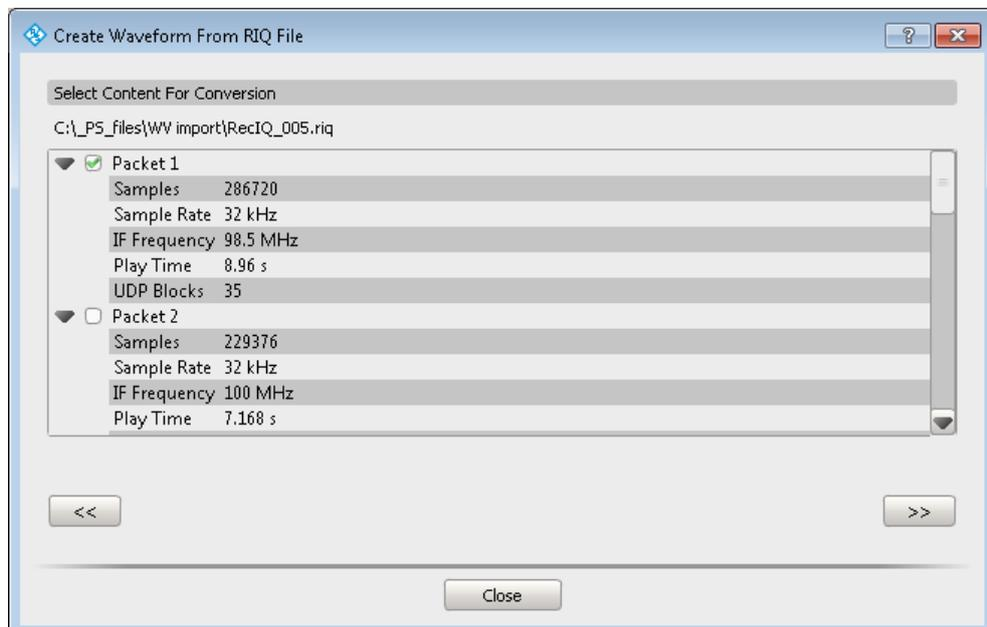 Create Waveform From RIQ File
?
Select Content For Conversion
C:\_PS_files\WV import\RecIQ_005.riq
Packet 1
Samples 286720
Sample Rate 32 kHz
IF Frequency 98.5 MHz
Play Time 8.96 s
UDP Blocks 35
Packet 2
Samples 229376
Sample Rate 32 kHz
IF Frequency 100 MHz
Play Time 7.168 s
<< >>
Close